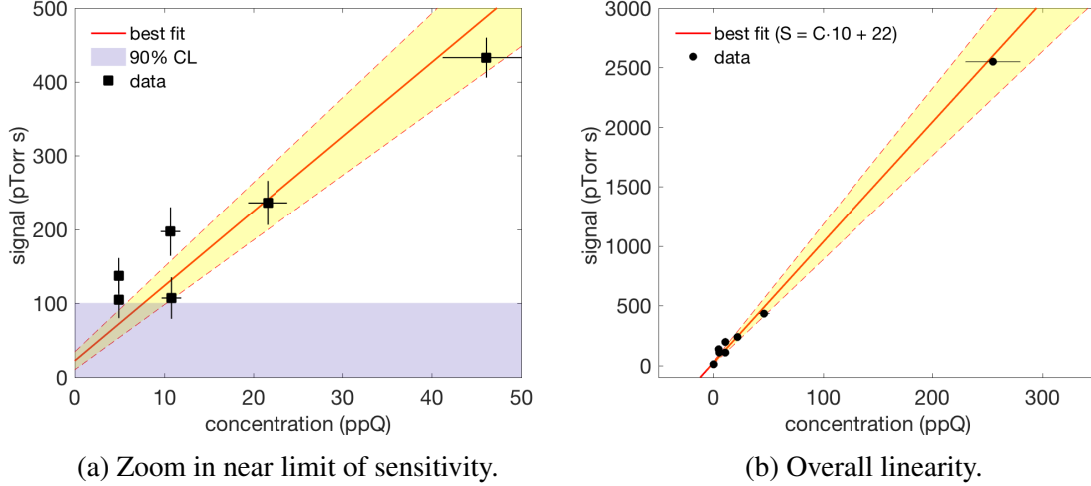 500
400
300
200
100
0
signal (pTorr s)
best fit
90% CL
data
0 10 20 30 40 50
concentration (ppQ)
(a) Zoom in near limit of sensitivity.
3000
2500
2000
1500
1000
500
0
signal (pTorr s)
best fit (S = C·10 + 22)
data
0 100 200 300
concentration (ppQ)
(b) Overall linearity.